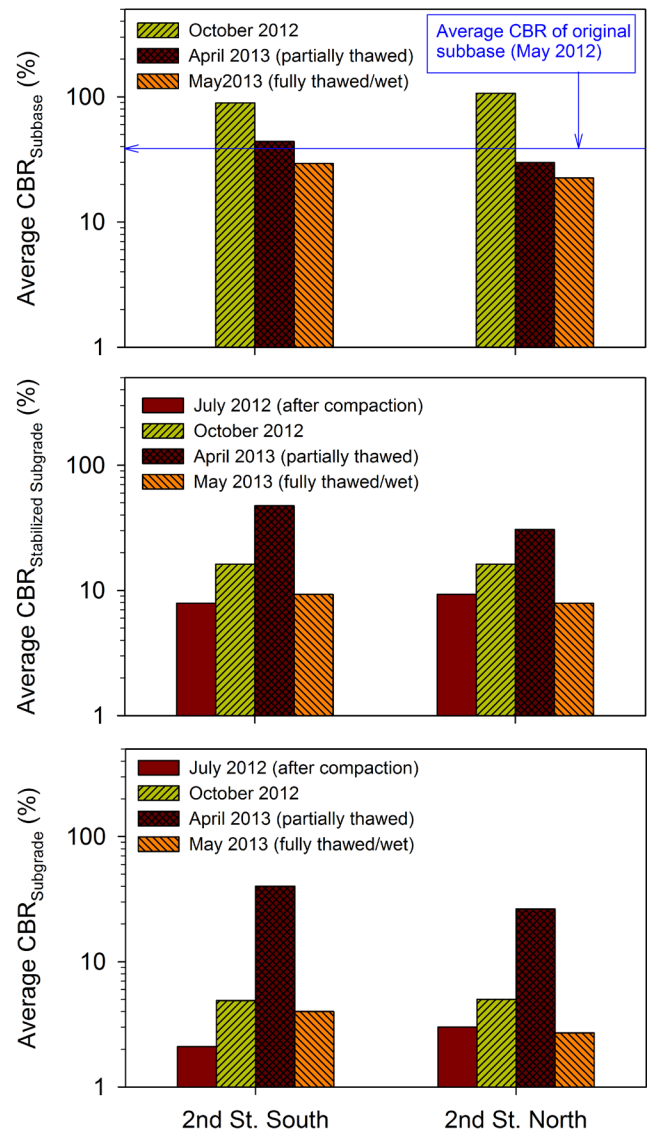 October 2012
April 2013 (partially thawed)
May2013 (fully thawed/wet)
Average CBR of original
subbase (May 2012)
Average CBRSubbase (%)
100
10
1
July 2012 (after compaction)
October 2012
April 2013 (partially thawed)
May 2013 (fully thawed/wet)
Average CBRStabilized Subgrade (%)
100
10
1
July 2012 (after compaction)
October 2012
April 2013 (partially thawed)
May 2013 (fully thawed/wet)
Average CBRSubgrade (%)
100
10
1
2nd St. South
2nd St. North